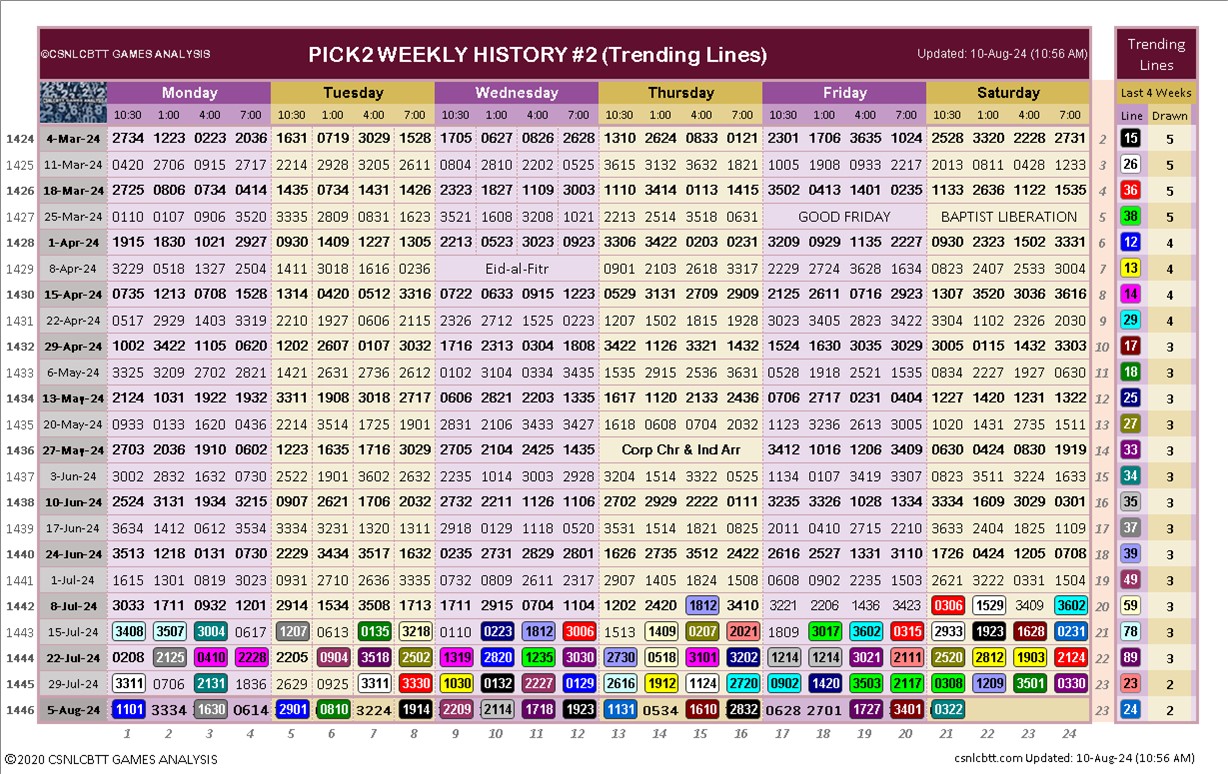 ©CSNLCBTT GAMES ANALYSIS PICK2 WEEKLY HISTORY #2 (Trending Lines) Updated: 10-Aug-24 (10:56 AM) Trending Lines
Monday Tuesday Wednesday Thursday Friday Saturday Last 4 Weeks
10:30 1:00 4:00 7:00 10:30 1:00 4:00 7:00 10:30 1:00 4:00 7:00 10:30 1:00 4:00 7:00 10:30 1:00 4:00 7:00 10:30 1:00 4:00 7:00 Line Drawn
1424 4-Mar-24 2734 1223 0223 2036 1631 0719 3029 1525 1705 0627 0826 2628 1310 2624 0833 0121 2301 1706 3635 1024 2528 3320 2228 2731 2 15 5
1425 11-Mar-24 0420 2706 0915 2717 2214 2928 3205 2611 0804 2810 2202 0525 3615 3132 3632 1821 1005 1908 0333 2217 2013 0811 0428 1233 3 26 5
1426 18-Mar-24 2725 0806 0734 0414 1435 0734 1431 1426 2323 1827 1109 3003 1110 3414 0113 1415 3502 0413 1401 0235 1133 2636 1122 1535 4 36 5
1427 25-Mar-24 0110 0107 0906 3520 3335 2809 0831 1623 3521 1608 3208 1021 2213 2514 3518 0631 GOOD FRIDAY BAPTIST LIBERATION 5 38 5
1428 1-Apr-24 1915 1830 1021 2927 0930 1409 1227 1305 2213 0523 3023 0923 3306 3422 0203 0231 3209 0929 1135 2227 0930 2323 1502 3331 6 12 4
1429 8-Apr-24 3229 0518 1327 2504 1411 3018 1616 0236 Eid-al-Fitr 0901 2103 2618 3317 2229 2724 3628 1634 0823 2407 2533 3004 7 13 4
1430 15-Apr-24 0735 1213 0708 1528 1314 0420 0512 3319 0722 0633 0915 1223 0529 3131 2709 2909 2125 2611 0116 2923 1307 3520 3036 3616 8 14 4
1431 22-Apr-24 0517 2929 1403 3319 2210 1927 0606 2115 2326 2712 1525 0223 1207 1502 1815 1928 3023 3405 2823 3422 3304 1102 2326 2030 9 29 4
1432 29-Apr-24 1002 3422 1105 0620 1202 2607 0107 3032 1716 2313 0304 1808 3422 1126 3321 1432 1524 1630 3035 3029 3005 0115 1432 3303 10 17 3
1433 6-May-24 3325 3209 2702 2821 1421 2631 2736 2612 0102 3104 0334 3435 1535 2915 2536 3631 0528 1918 2521 1535 0834 2227 1927 0630 11 18 3
1434 13-May-24 2124 1031 1922 1932 3311 1908 3018 2717 0606 2821 2203 1335 1617 1120 2133 2436 0706 2717 0231 0404 1227 1420 1231 1322 12 25 3
1435 20-May-24 0933 0133 1620 0436 2214 3514 1725 1901 2831 2106 3433 3427 1618 0608 0704 2032 1123 3236 2613 3005 1020 1431 2735 1511 13 27 3
1436 27-May-24 2703 2036 1910 0602 1223 1635 1716 3029 2705 2104 2425 1435 Corp Chr & Ind Arr 3412 1016 1206 3409 0630 0424 0830 1919 14 33 3
1437 3-Jun-24 3002 2832 1632 0730 2522 1901 3602 2632 2235 1014 3003 2928 3204 1514 3322 0525 1134 0107 3419 3307 0823 3511 3224 1633 15 34 3
1438 10-Jun-24 2524 3131 1934 3215 0907 2621 1706 2032 2732 2211 1126 1106 2702 2929 2222 0111 3235 3326 1028 1334 3334 1609 3029 0301 16 35 3
1439 17-Jun-24 3634 1412 0612 3534 3334 3231 1320 1311 2918 0129 1118 0520 3531 1514 1821 0825 2011 0410 2715 2210 3633 2404 1825 1109 17 37 3
1440 24-Jun-24 3513 1218 0131 0730 2229 3434 3517 1632 0235 2731 2829 2801 1626 2735 3512 2422 2616 2527 1331 3110 1726 0424 1205 0708 18 39 3
1441 1-Jul-24 1615 1301 0819 3023 0931 2710 2636 3335 0732 0809 2611 2317 2907 1405 1824 1508 0608 0902 2235 1503 2621 3222 0331 1504 19 49 3
1442 8-Jul-24 3033 1711 0932 1201 2914 1534 3508 1713 1711 2915 0704 1104 1202 2420 1812 3410 3221 2206 1436 3423 0306 1529 3409 3602 20 59 3
1443 15-Jul-24 3408 3507 3004 0617 1207 0613 0135 3218 0110 0223 1812 3006 1513 1409 0207 2021 1809 3017 3602 0315 2933 1923 1628 0231 21 78 3
1444 22-Jul-24 0208 2125 0410 2228 2205 0904 3518 2502 1319 2820 1235 3030 2730 0518 3101 3202 1214 1214 3021 2111 2520 2812 1903 2124 22 89 3
1445 29-Jul-24 3311 0706 2131 1836 2629 0925 3311 3330 1030 0132 2227 0129 2616 1912 1124 2720 0902 1420 3503 2117 0308 1209 3501 0330 23 23 2
1446 5-Aug-24 1101 3334 1630 0614 2901 0810 3224 1914 2209 2114 1718 1923 1131 0534 1610 2832 0628 2701 1727 3401 0322 23 24 2
1 2 3 4 5 6 7 8 9 10 11 12 13 14 15 16 17 18 19 20 21 22 23 24
©2020 CSNLCBTT GAMES ANALYSIS csnlcbtt.com Updated: 10-Aug-24 (10:56 AM)